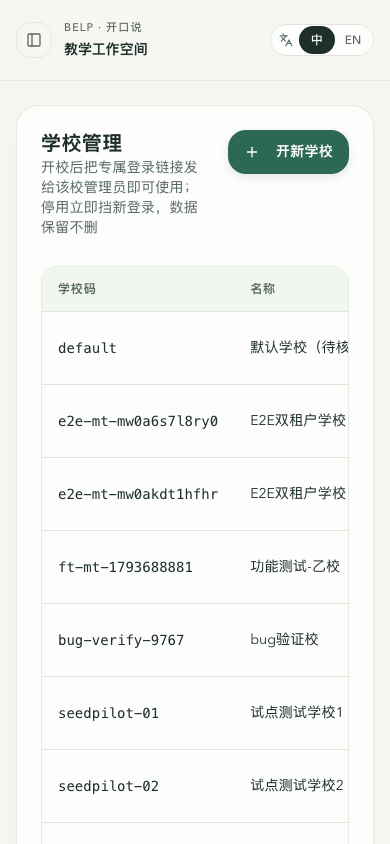 BELP · 开口说
教学工作空间
中
EN
学校管理
开校后把专属登录链接发
给该校管理员即可使用；
停用立即挡新登录，数据
保留不删
+ 开新学校
学校码 名称
default 默认学校（待核
e2e-mt-mw0a6s7l8ry0 E2E双租户学校
e2e-mt-mw0akdt1hfhr E2E双租户学校
ft-mt-1793688881 功能测试-乙校
bug-verify-9767 bug验证校
seedpilot-01 试点测试学校1
seedpilot-02 试点测试学校2